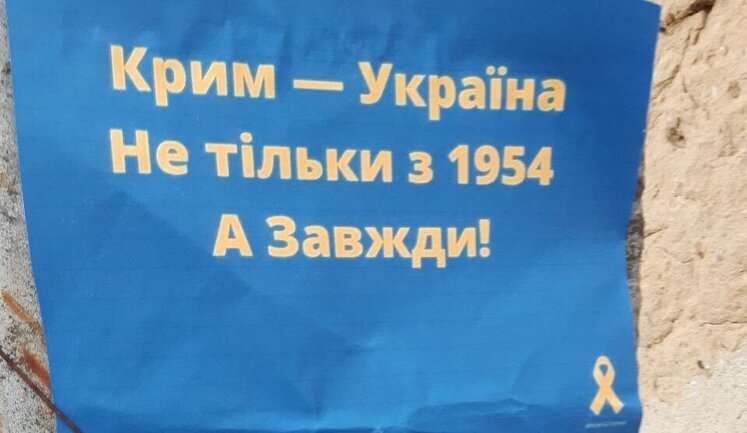 Крим — Україна
Не тільки з 1954
А Завжди!